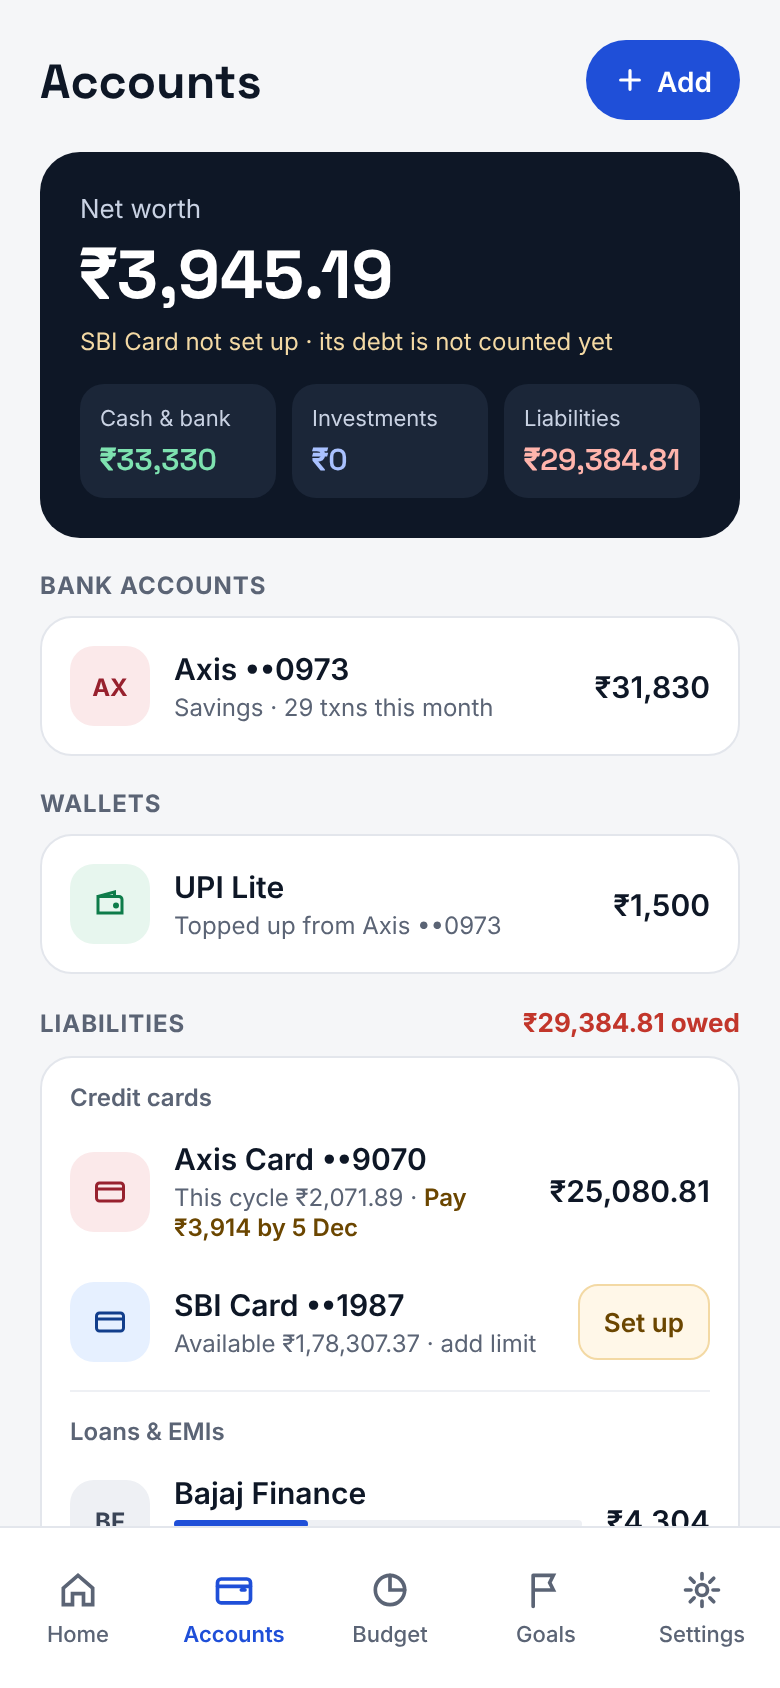 Accounts
+ Add
Net worth
₹3,945.19
SBI Card not set up · its debt is not counted yet
Cash & bank
₹33,330
Investments
₹0
Liabilities
₹29,384.81
BANK ACCOUNTS
AX
Axis ••0973
Savings · 29 txns this month
₹31,830
WALLETS
UPI Lite
Topped up from Axis ••0973
₹1,500
LIABILITIES
₹29,384.81 owed
Credit cards
Axis Card ••9070
This cycle ₹2,071.89 · Pay
₹3,914 by 5 Dec
₹25,080.81
SBI Card ••1987
Available ₹1,78,307.37 · add limit
Set up
Loans & EMIs
BF
Bajaj Finance
₹4,304
Home
Accounts
Budget
Goals
Settings